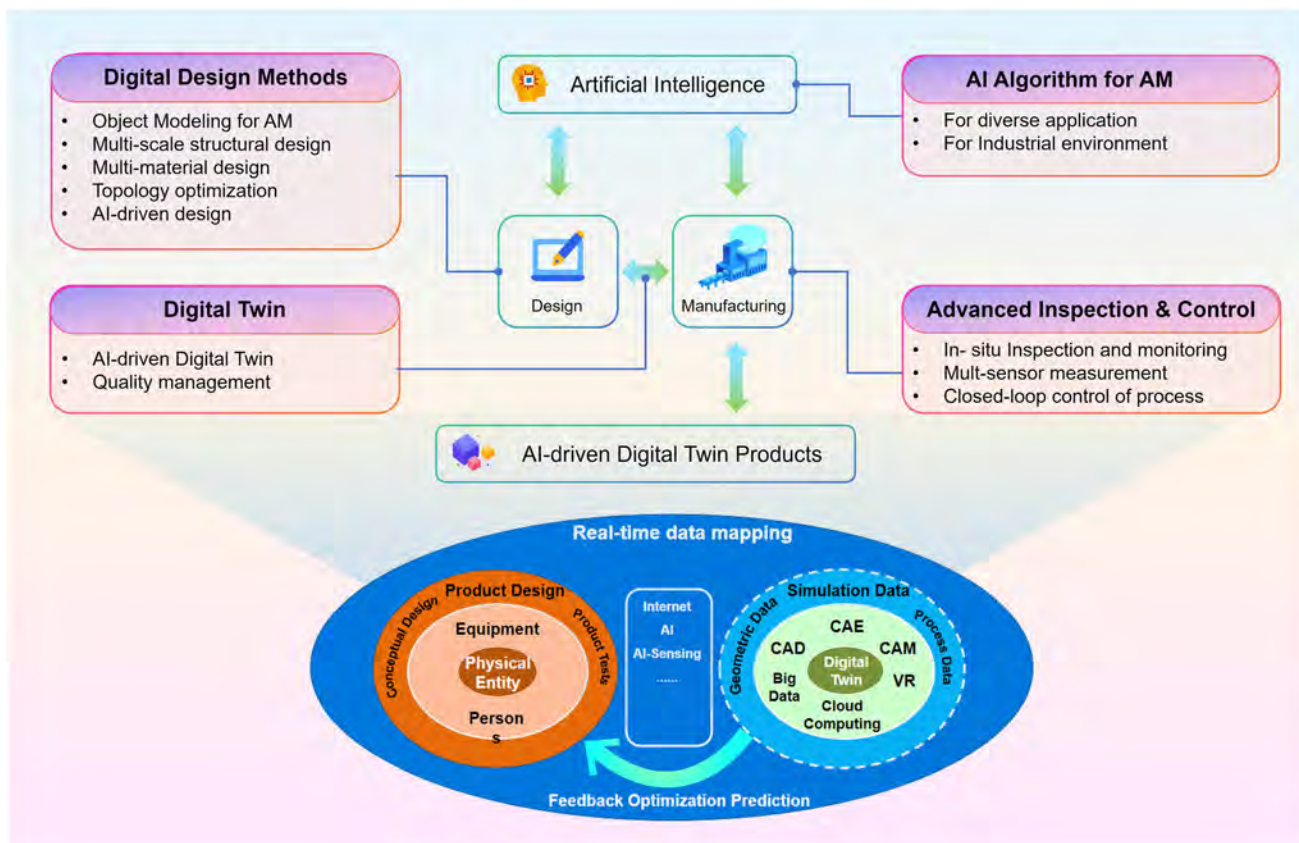 Digital Design Methods
• Object Modeling for AM
• Multi-scale structural design
• Multi-material design
• Topology optimization
• AI-driven design
Artificial Intelligence
AI Algorithm for AM
• For diverse application
• For Industrial environment
Design
Manufacturing
Digital Twin
• AI-driven Digital Twin
• Quality management
Advanced Inspection & Control
• In- situ Inspection and monitoring
• Mult-sensor measurement
• Closed-loop control of process
AI-driven Digital Twin Products
Real-time data mapping
Conceptual Design
Product Design
Product Tests
Equipment
Physical
Entity
Person
s
Internet
AI
AI-Sensing
......
Geometric Data
Simulation Data
Process Data
CAE
CAD
CAM
Digital
Twin
Big
Data
VR
Cloud
Computing
Feedback Optimization Prediction